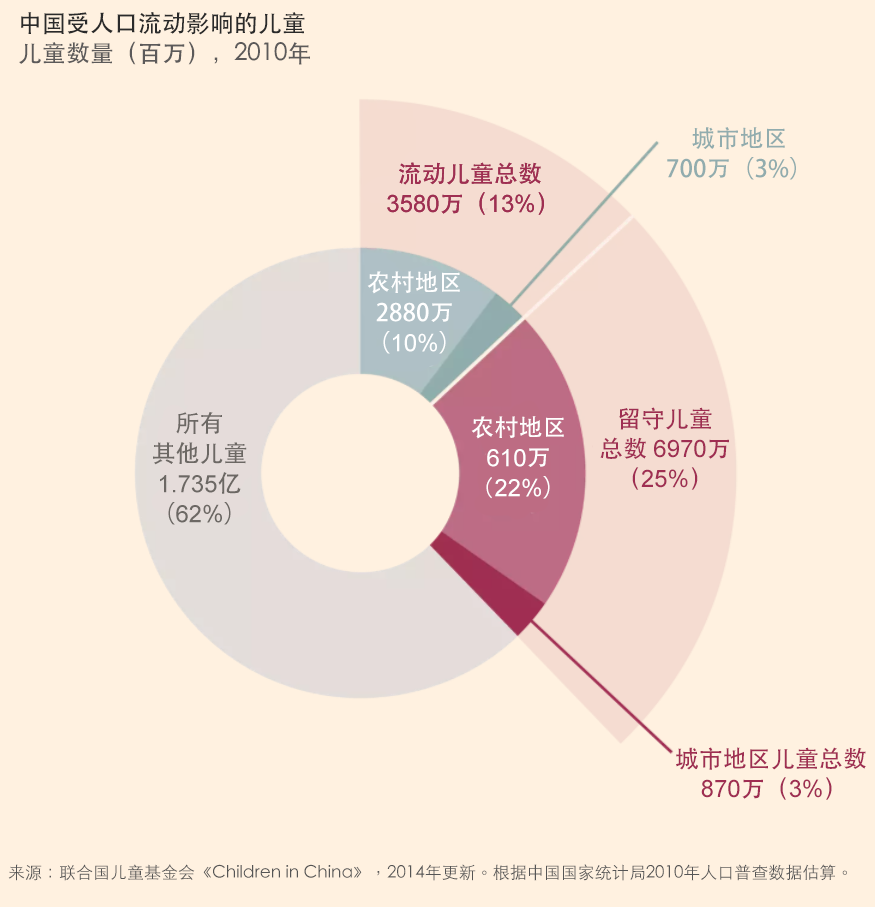 中国受人口流动影响的儿童
儿童数量（百万），2010年
城市地区
700万（3%）
流动儿童总数
3580万（13%）
农村地区
2880万
（10%）
所有
其他儿童
1.735亿
（62%）
农村地区
610万
（22%）
留守儿童
总数 6970万
（25%）
城市地区儿童总数
870万（3%）
来源：联合国儿童基金会《Children in China》，2014年更新。根据中国国家统计局2010年人口普查数据估算。